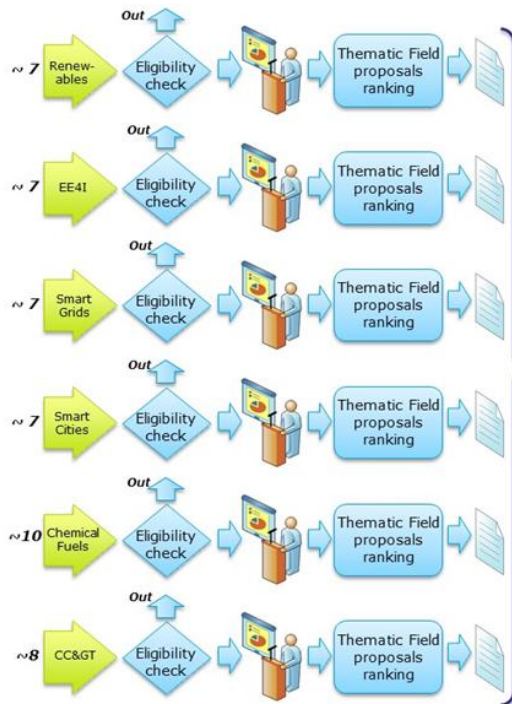 Out
~ 7
Renew-
ables
Eligibility
check
Thematic Field
proposals
ranking
Out
~ 7
EE4I
Eligibility
check
Thematic Field
proposals
ranking
Out
~ 7
Smart
Grids
Eligibility
check
Thematic Field
proposals
ranking
Out
~ 7
Smart
Cities
Eligibility
check
Thematic Field
proposals
ranking
Out
~10
Chemical
Fuels
Eligibility
check
Thematic Field
proposals
ranking
Out
~8
CC&GT
Eligibility
check
Thematic Field
proposals
ranking